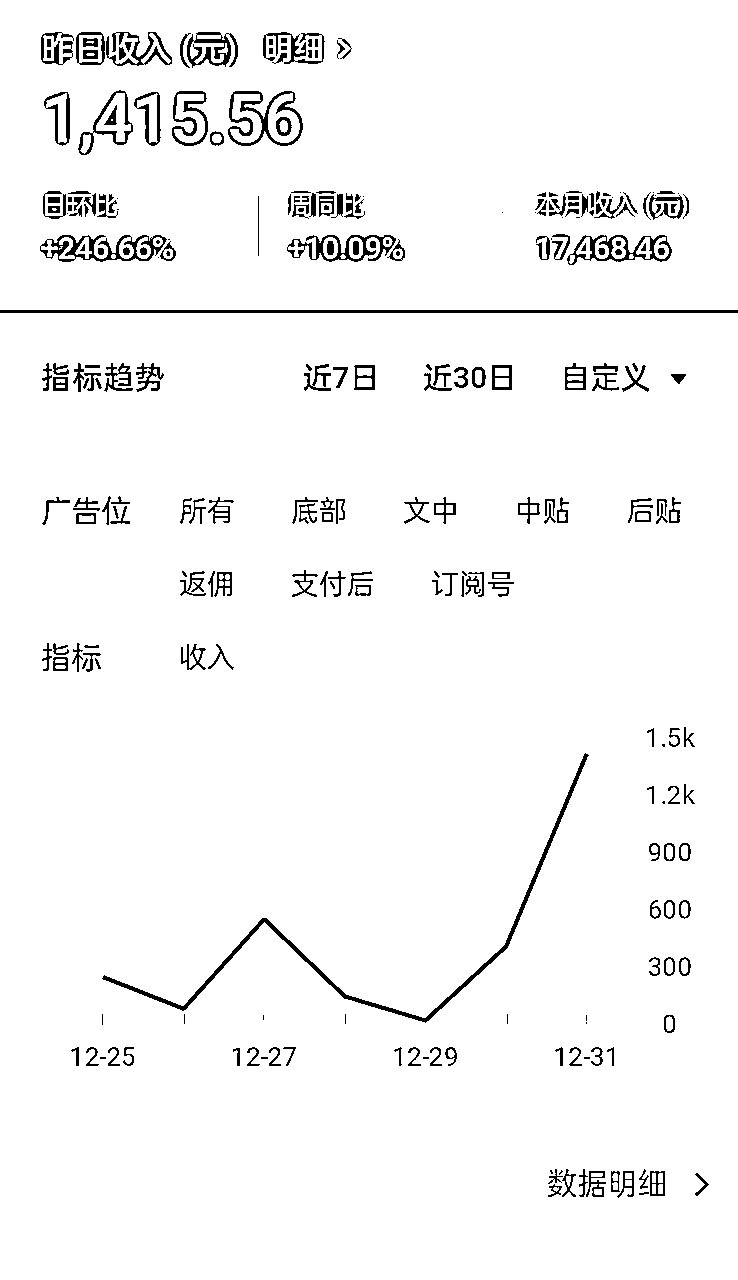 昨日收入 (元) 明细 >
1,415.56
日环比 周同比 本月收入 (元)
+246.66% +10.09% 17,468.46
指标趋势 近7日 近30日 自定义
广告位 所有 底部 文中 中贴 后贴
返佣 支付后 订阅号
指标 收入
1.5k
1.2k
900
600
300
0
12-25 12-27 12-29 12-31
数据明细 >